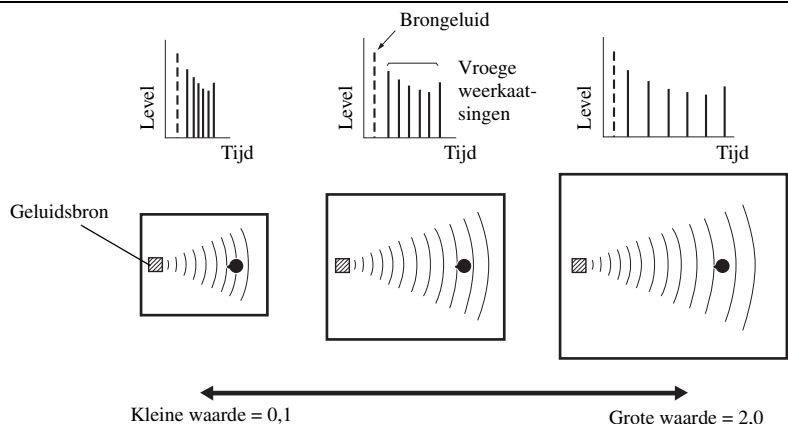 Brongeluid
Level
Tijd
Level
Vroege
weerkaat-
singen
Tijd
Level
Tijd
Geluidsbron
Kleine waarde = 0,1
Grote waarde = 2,0